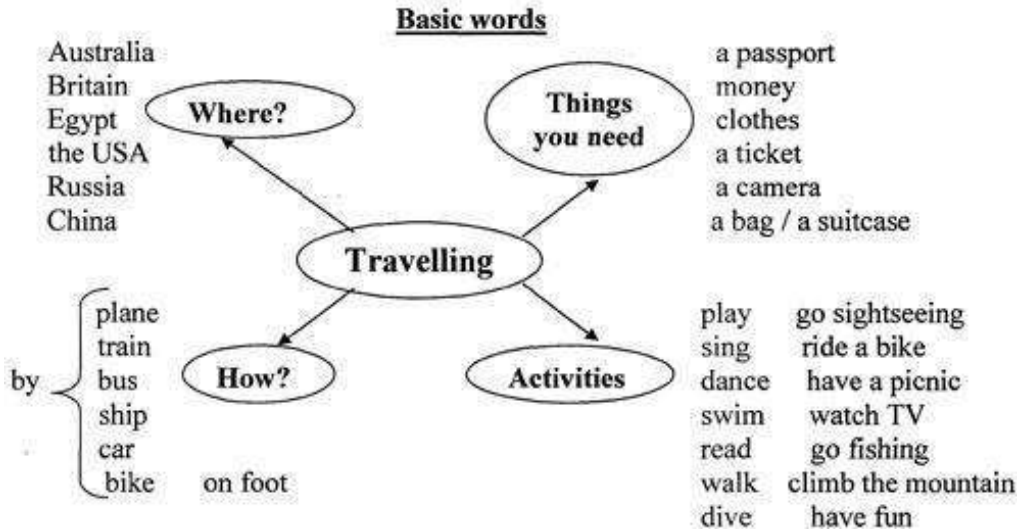 Basic words
Australia
Britain
Egypt
the USA
Russia
China
Where?
Things
you need
a passport
money
clothes
a ticket
a camera
a bag / a suitcase
Travelling
by
plane
train
bus
ship
car
bike on foot
How?
Activities
play go sightseeing
sing ride a bike
dance have a picnic
swim watch TV
read go fishing
walk climb the mountain
dive have fun